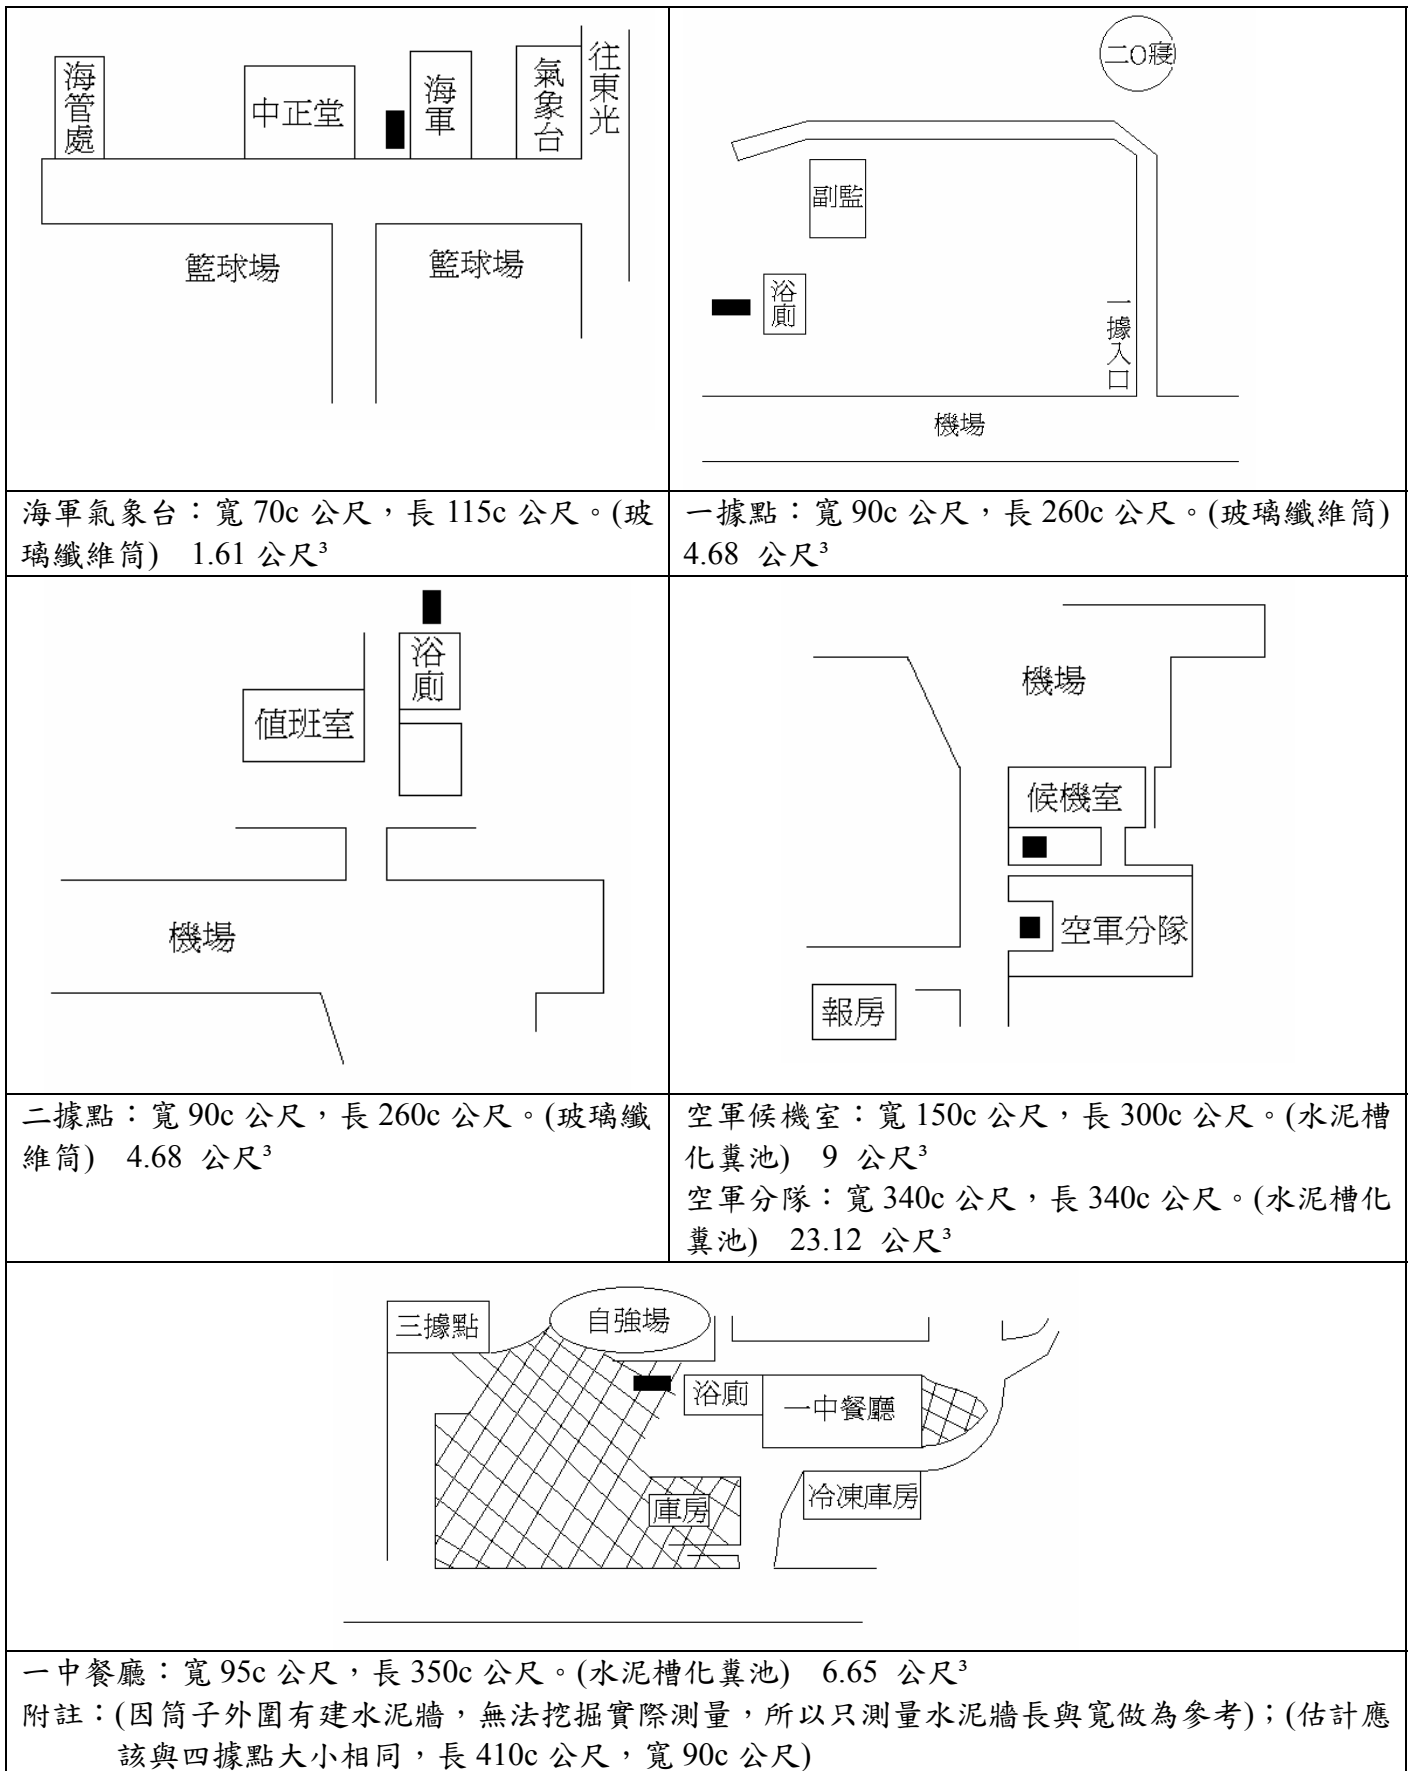 海管處
中正堂
海軍
氣象台
往東光
籃球場
籃球場
二O寢
副監
浴廁
一據入口
機場
海軍氣象台：寬 70c 公尺，長 115c 公尺。(玻
璃纖維筒)　1.61 公尺³
一據點：寬 90c 公尺，長 260c 公尺。(玻璃纖維筒)
4.68 公尺³
浴廁
值班室
機場
機場
候機室
空軍分隊
報房
二據點：寬 90c 公尺，長 260c 公尺。(玻璃纖
維筒)　4.68 公尺³
空軍候機室：寬 150c 公尺，長 300c 公尺。(水泥槽
化糞池)　9 公尺³
空軍分隊：寬 340c 公尺，長 340c 公尺。(水泥槽化
糞池)　23.12 公尺³
三據點
自強場
浴廁
一中餐廳
庫房
冷凍庫房
一中餐廳：寬 95c 公尺，長 350c 公尺。(水泥槽化糞池)　6.65 公尺³
附註：(因筒子外圍有建水泥牆，無法挖掘實際測量，所以只測量水泥牆長與寬做為參考)；(估計應
該與四據點大小相同，長 410c 公尺，寬 90c 公尺)